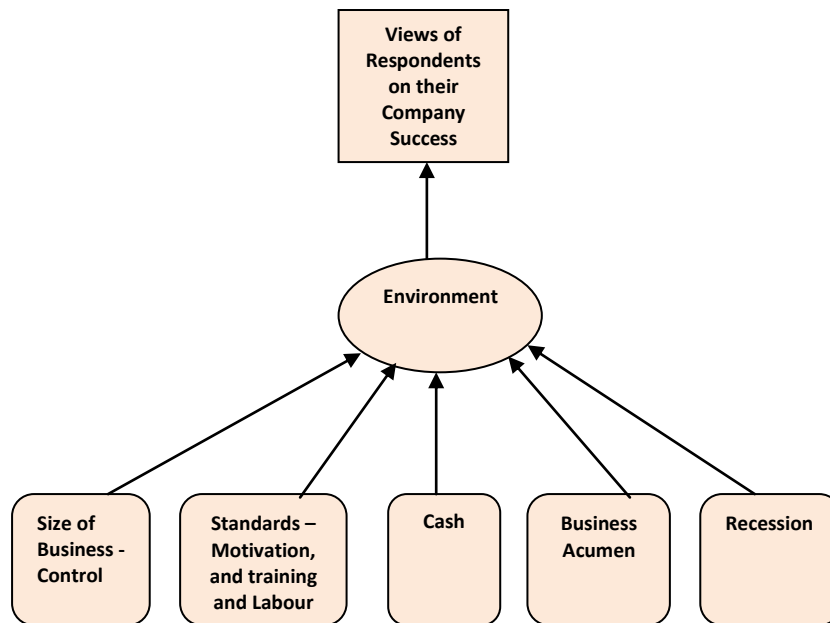 Views of
Respondents
on their
Company
Success
Environment
Size of
Business -
Control
Standards –
Motivation,
and training
and Labour
Cash
Business
Acumen
Recession